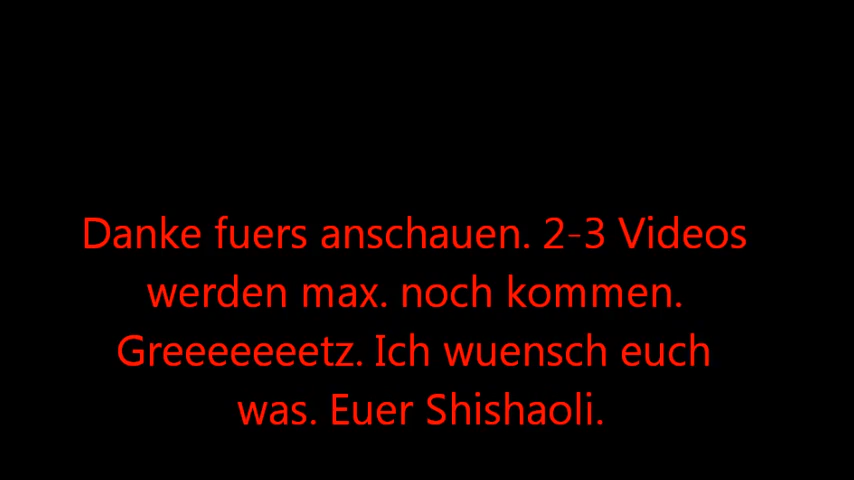 Danke fuers anschauen. 2-3 Videos
werden max. noch kommen.
Greeeeeeetz. Ich wuensch euch
was. Euer Shishaoli.